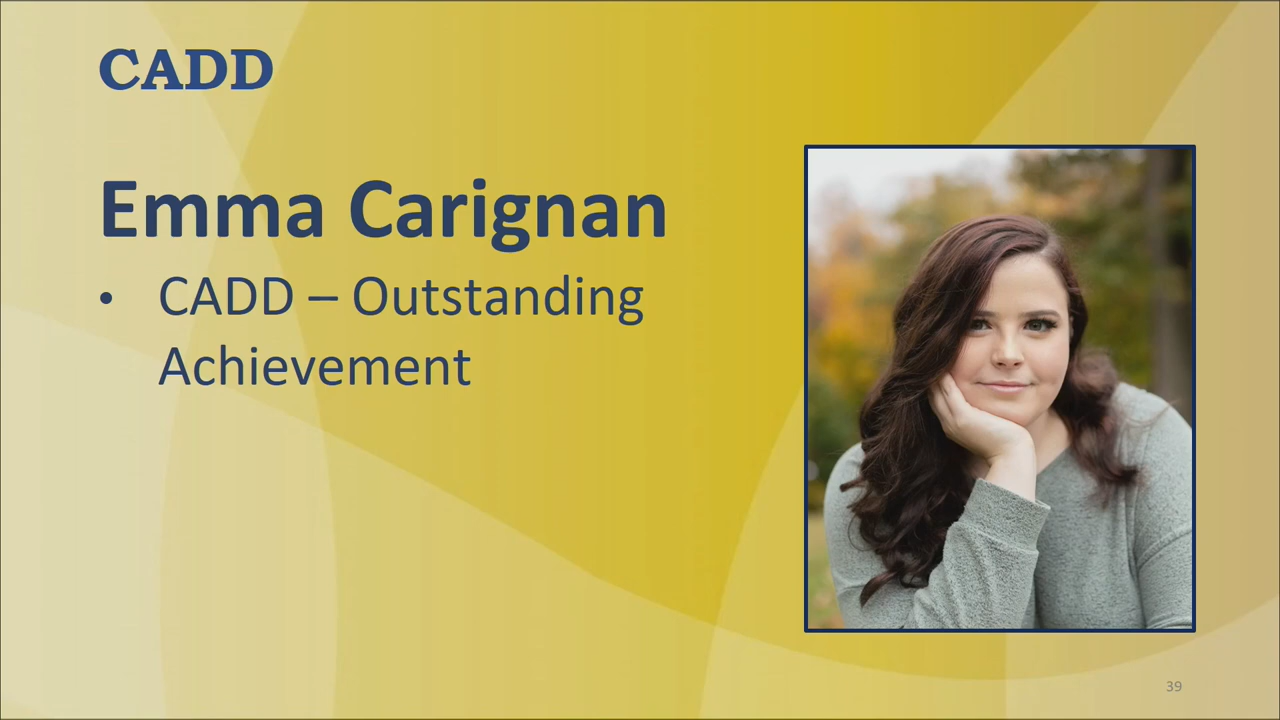 CADD
Emma Carignan
• CADD – Outstanding
Achievement
39